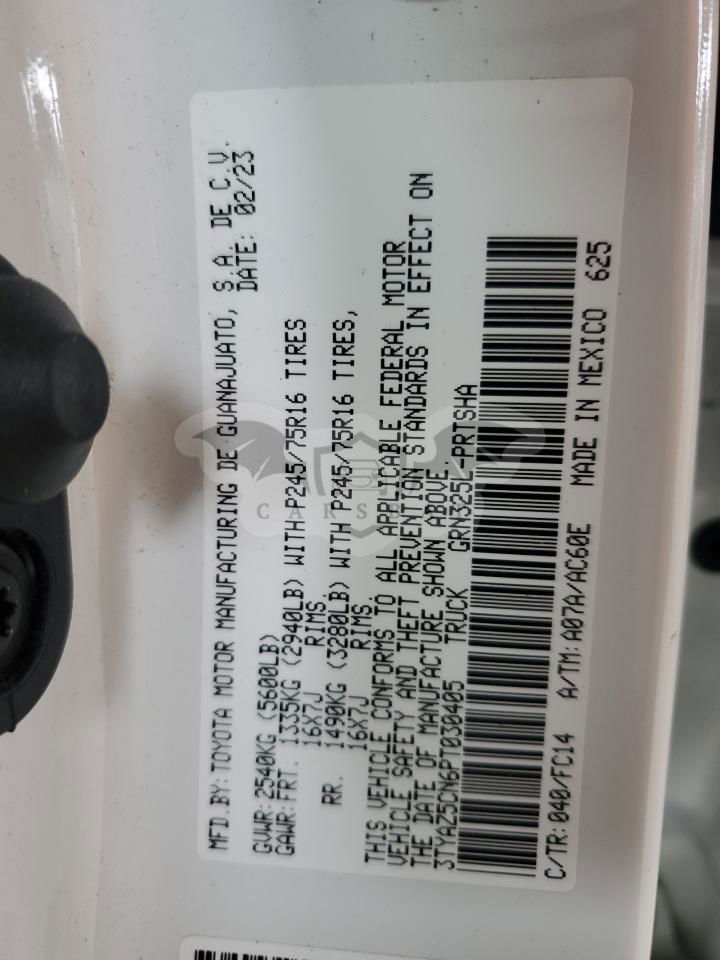 MFD.BY:TOYOTA MOTOR MANUFACTURING DE GUANAJUATO, S.A. DE C.V.
DATE: 02/23
GVWR:2540KG (5600LB)
GAWR:FRT. 1335KG (2940LB) WITH P245/75R16 TIRES
16X7J RIMS
RR. 1490KG (3280LB) WITH P245/75R16 TIRES,
16X7J RIMS.
THIS VEHICLE CONFORMS TO ALL APPLICABLE FEDERAL MOTOR
VEHICLE SAFETY AND THEFT PREVENTION STANDARDS IN EFFECT ON
THE DATE OF MANUFACTURE SHOWN ABOVE.
3TYAZ5CN6PT030405 TRUCK GRN325L-PRTSHA
C/TR:040/FC14 A/TM:A07A/AC60E MADE IN MEXICO 625